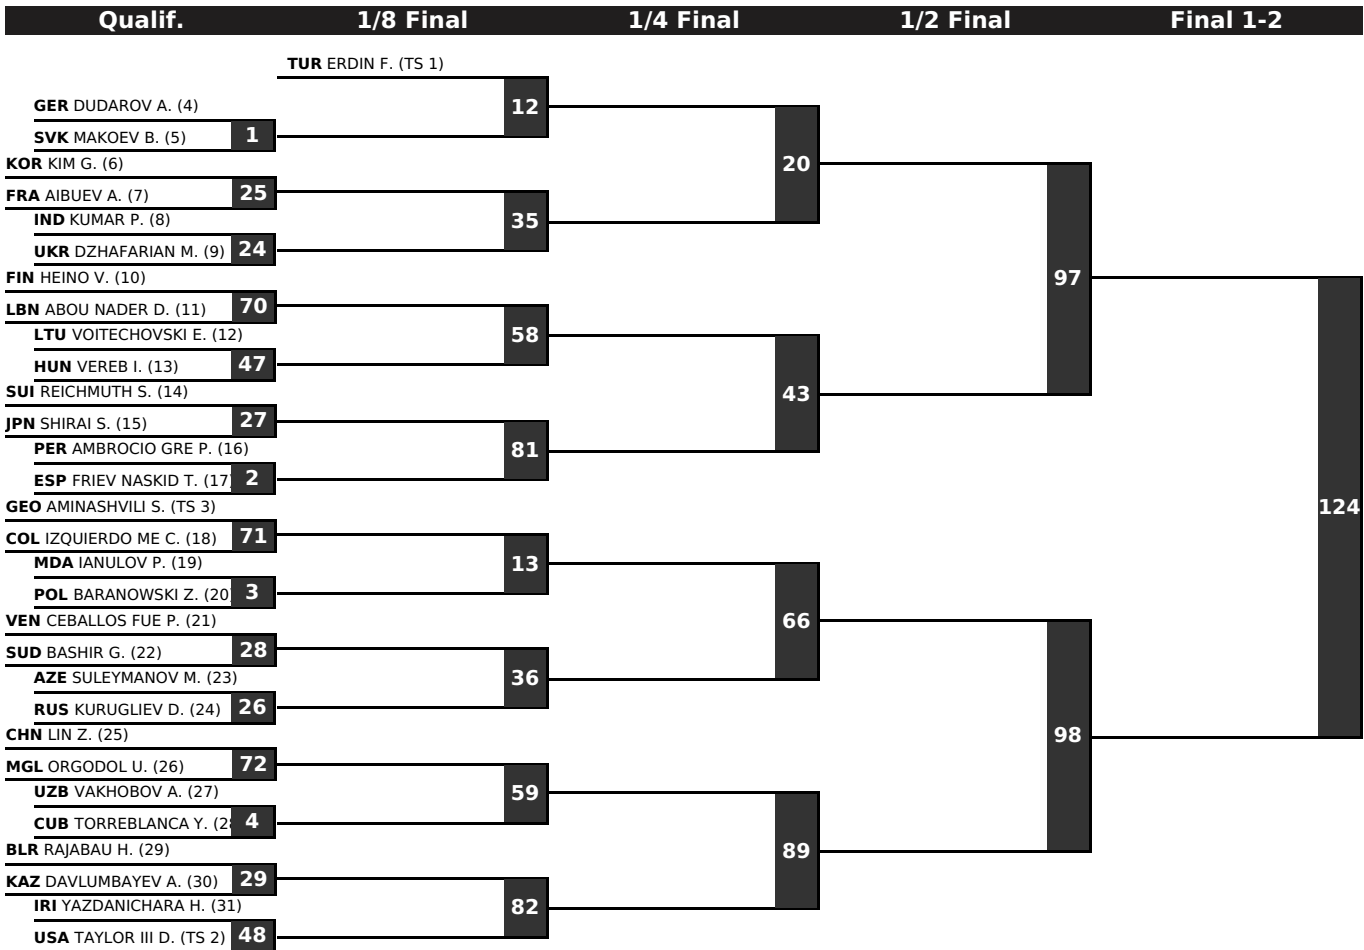 Qualif. 1/8 Final 1/4 Final 1/2 Final Final 1-2
TUR ERDIN F. (TS 1)
12
GER DUDAROV A. (4)
SVK MAKOEV B. (5) 1
20
KOR KIM G. (6)
FRA AIBUEV A. (7) 25
35
IND KUMAR P. (8)
UKR DZHAFARIAN M. (9) 24
97
FIN HEINO V. (10)
LBN ABOU NADER D. (11) 70
58
LTU VOITECHOVSKI E. (12)
HUN VEREB I. (13) 47
43
SUI REICHMUTH S. (14)
JPN SHIRAI S. (15) 27
81
PER AMBROCIO GRE P. (16)
ESP FRIEV NASKID T. (17) 2
124
GEO AMINASHVILI S. (TS 3)
COL IZQUIERDO ME C. (18) 71
13
MDA IANULOV P. (19)
POL BARANOWSKI Z. (20 3
66
VEN CEBALLOS FUE P. (21)
SUD BASHIR G. (22) 28
36
AZE SULEYMANOV M. (23)
RUS KURUGLIEV D. (24) 26
98
CHN LIN Z. (25)
MGL ORGODOL U. (26) 72
59
UZB VAKHOBOV A. (27)
CUB TORREBLANCA Y. (28 4
89
BLR RAJABAU H. (29)
KAZ DAVLUMBAYEV A. (30) 29
82
IRI YAZDANICHARA H. (31)
USA TAYLOR III D. (TS 2) 48